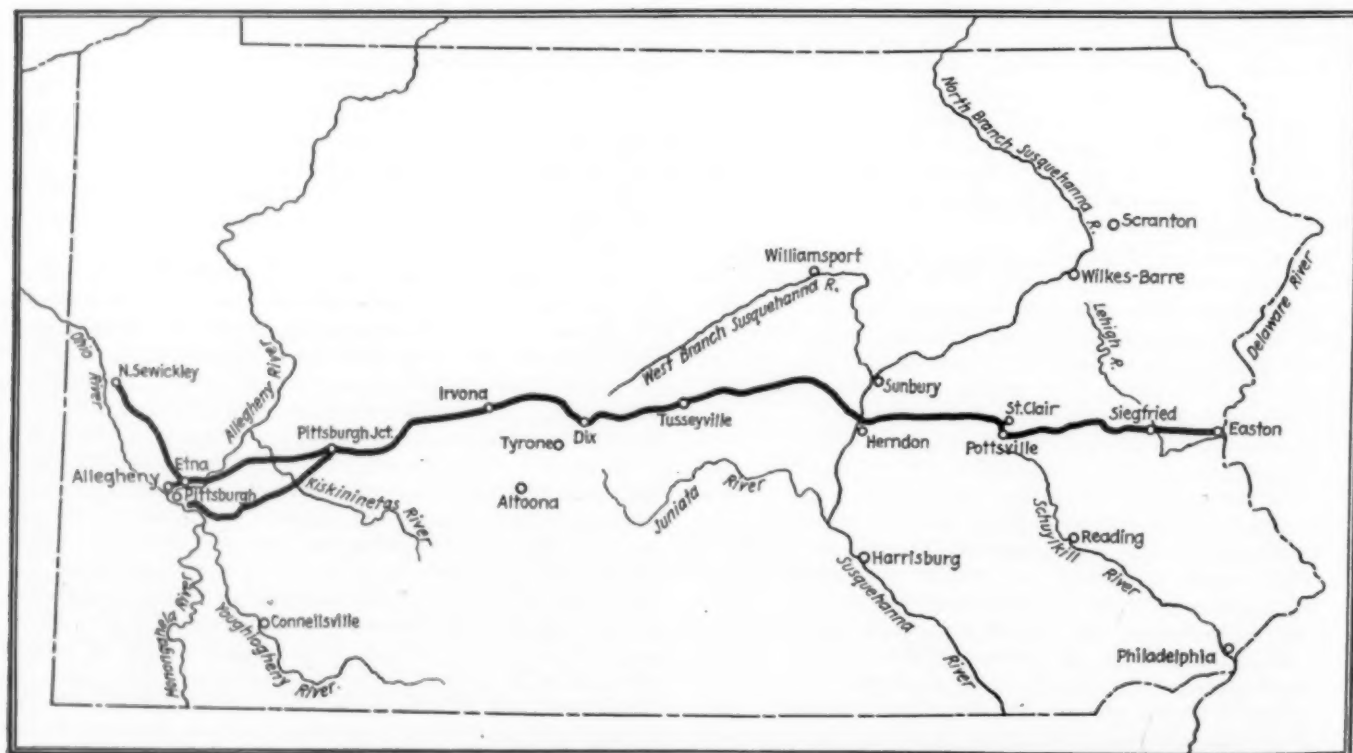 North Branch Susquehanna R.
Scranton
Williamsport
Wilkes-Barre
West Branch Susquehanna R.
Delaware River
Lehigh R.
Ohio River
N. Sewickley
Allegheny River
Irvona
Sunbury
Tusseyville
St. Clair
Siegfried
Pittsburgh Jct.
Dix
Tyrone
Herndon
Pottsville
Easton
Etna
Allegheny
Pittsburgh
Kiskininetas River
Altoona
Juniata River
Schuylkill River
Reading
Harrisburg
Susquehanna River
Monongahela River
Youghiogheny River
Connellsville
Philadelphia